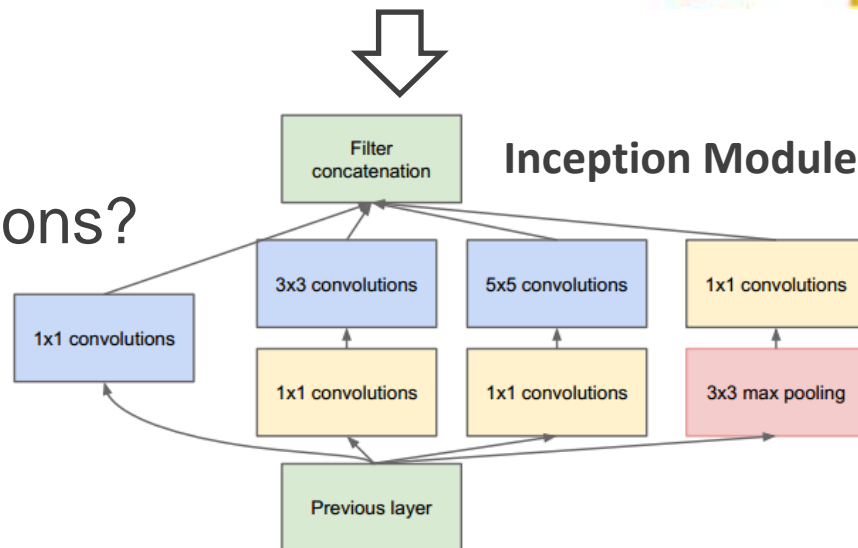 Filter
concatenation
Inception Module
ons?
3x3 convolutions
5x5 convolutions
1x1 convolutions
1x1 convolutions
1x1 convolutions
1x1 convolutions
3x3 max pooling
Previous layer